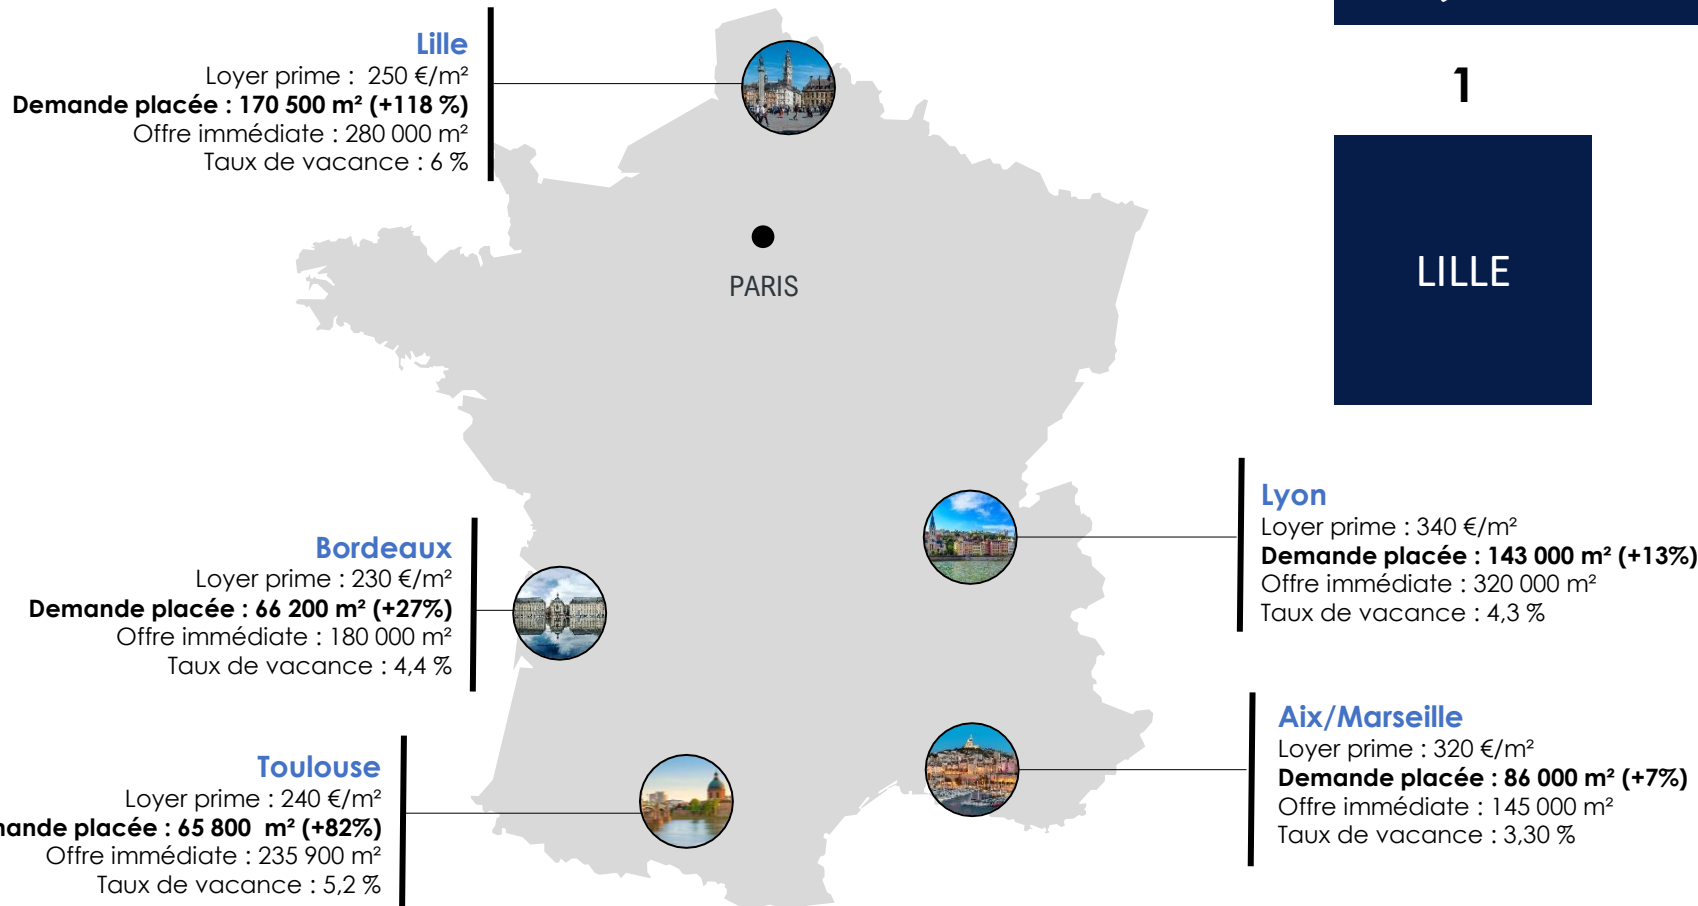 Lille
Loyer prime : 250 €/m²
Demande placée : 170 500 m² (+118 %)
Offre immédiate : 280 000 m²
Taux de vacance : 6 %
1
LILLE
PARIS
Bordeaux
Loyer prime : 230 €/m²
Demande placée : 66 200 m² (+27%)
Offre immédiate : 180 000 m²
Taux de vacance : 4,4 %
Lyon
Loyer prime : 340 €/m²
Demande placée : 143 000 m² (+13%)
Offre immédiate : 320 000 m²
Taux de vacance : 4,3 %
Toulouse
Loyer prime : 240 €/m²
mande placée : 65 800 m² (+82%)
Offre immédiate : 235 900 m²
Taux de vacance : 5,2 %
Aix/Marseille
Loyer prime : 320 €/m²
Demande placée : 86 000 m² (+7%)
Offre immédiate : 145 000 m²
Taux de vacance : 3,30 %